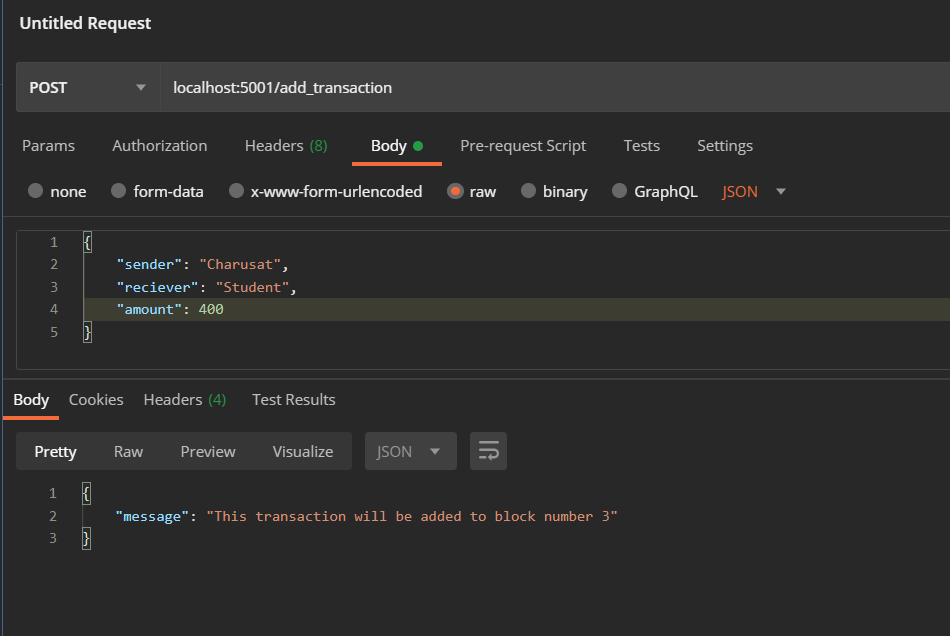 Untitled Request
POST localhost:5001/add_transaction
Params Authorization Headers (8) Body Pre-request Script Tests Settings
none form-data x-www-form-urlencoded raw binary GraphQL JSON
1 {
2 "sender": "Charusat",
3 "reciever": "Student",
4 "amount": 400
5 }
Body Cookies Headers (4) Test Results
Pretty Raw Preview Visualize JSON
1 {
2 "message": "This transaction will be added to block number 3"
3 }